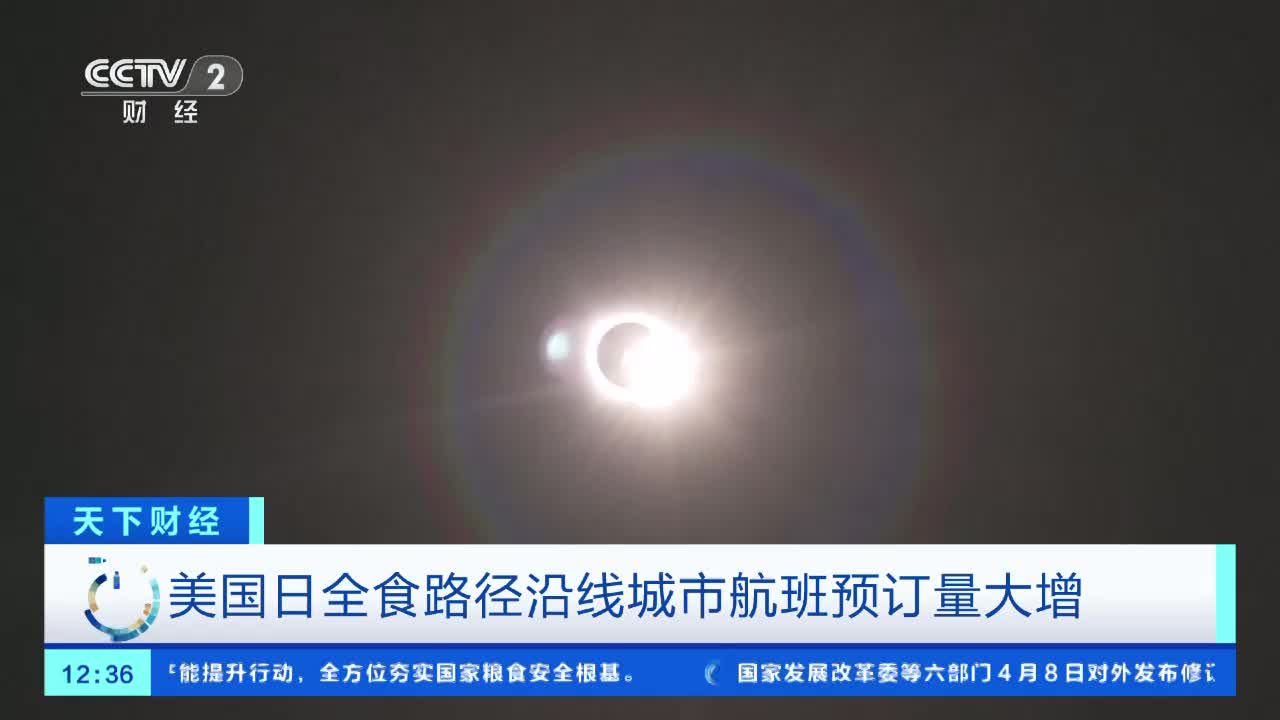 CCTV 2
财 经
天下财经
美国日全食路径沿线城市航班预订量大增
12:36
能提升行动，全方位夯实国家粮食安全根基。 国家发展改革委等六部门4月8日对外发布修